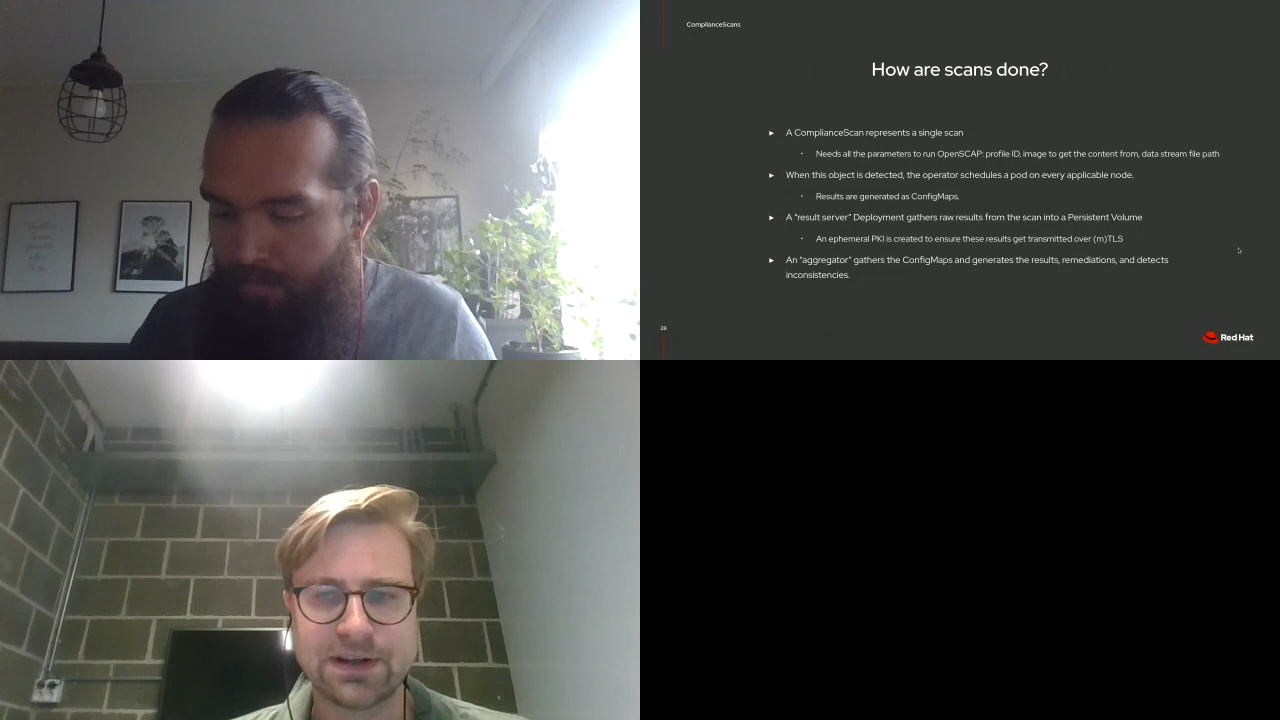 ComplianceScans
How are scans done?
► A ComplianceScan represents a single scan
• Needs all the parameters to run OpenSCAP: profile ID, image to get the content from, data stream file path
► When this object is detected, the operator schedules a pod on every applicable node.
• Results are generated as ConfigMaps.
► A "result server" Deployment gathers raw results from the scan into a Persistent Volume
• An ephemeral PKI is created to ensure these results get transmitted over (m)TLS
► An "aggregator" gathers the ConfigMaps and generates the results, remediations, and detects
inconsistencies.
28
Red Hat